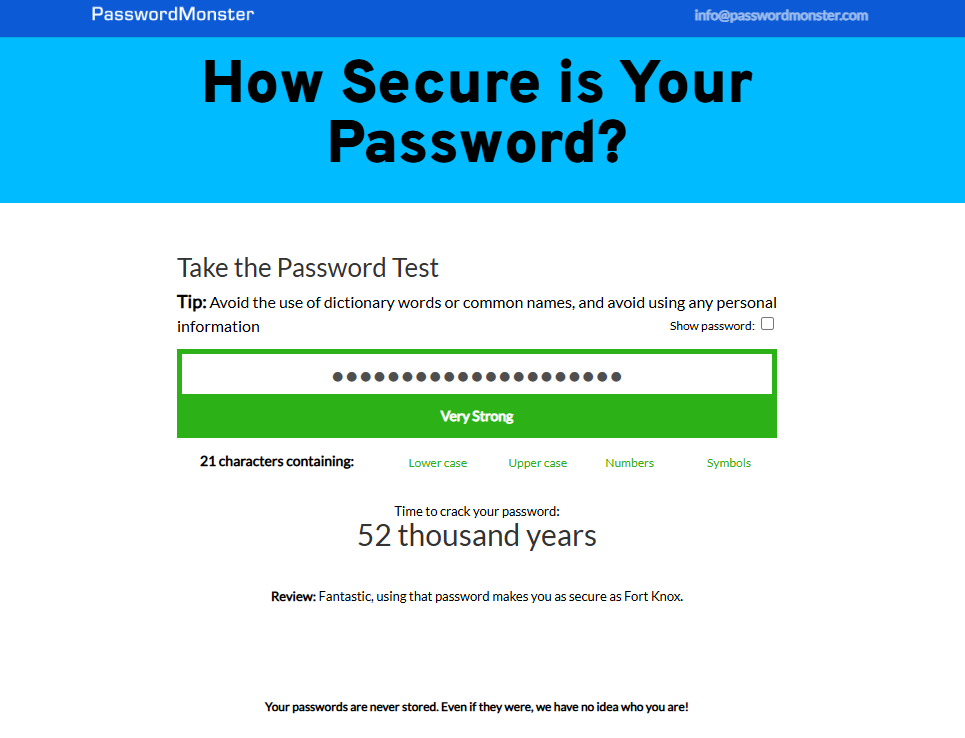 PasswordMonster
info@passwordmonster.com
How Secure is Your
Password?
Take the Password Test
Tip: Avoid the use of dictionary words or common names, and avoid using any personal
information
Show password:
●●●●●●●●●●●●●●●●●●●●●
Very Strong
21 characters containing: Lower case Upper case Numbers Symbols
Time to crack your password:
52 thousand years
Review: Fantastic, using that password makes you as secure as Fort Knox.
Your passwords are never stored. Even if they were, we have no idea who you are!